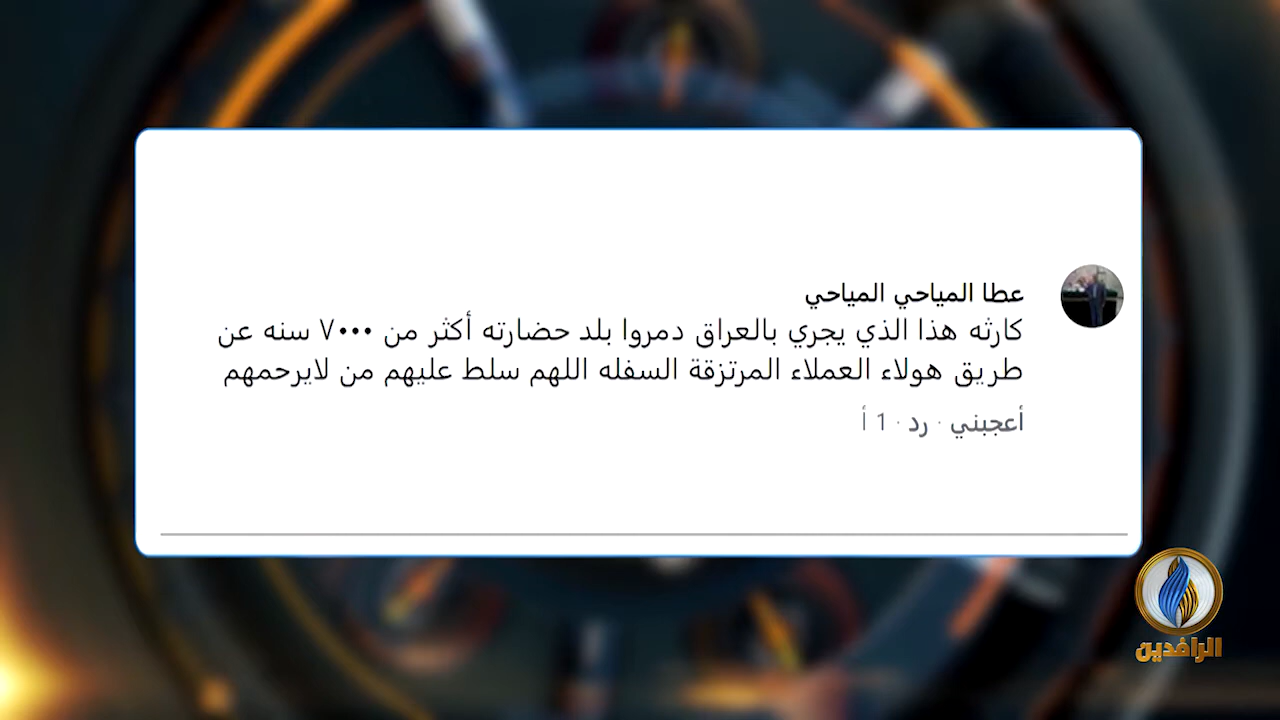 عطا المياحي المياحي
كارثه هذا الذي يجري بالعراق دمروا بلد حضارته أكثر من ٧٠٠٠ سنه عن
طريق هولاء العملاء المرتزقة السفله اللهم سلط عليهم من لايرحمهم
أعجبني · رد · 1 أ
الرافدين